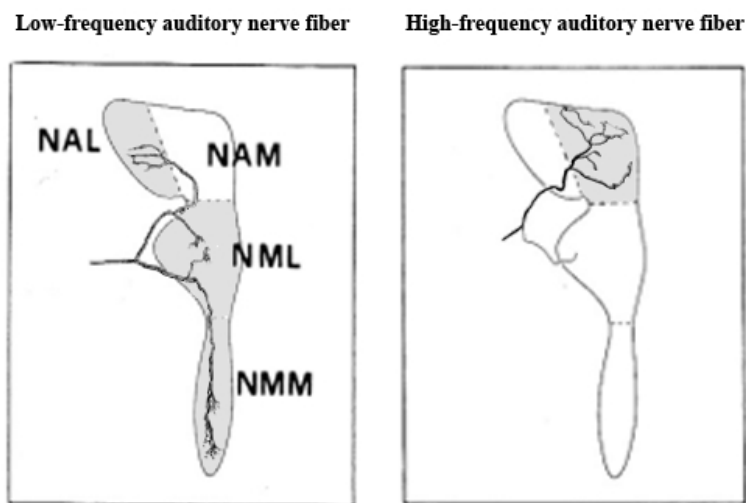 Low-frequency auditory nerve fiber
High-frequency auditory nerve fiber
NAL
NAM
NML
NMM